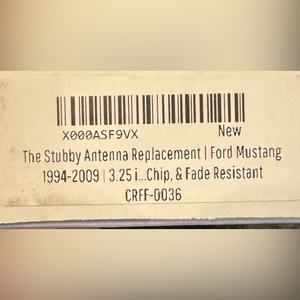 X000ASF9VX New
The Stubby Antenna Replacement | Ford Mustang
1994-2009 | 3.25 i...Chip, & Fade Resistant
CRFF-0036